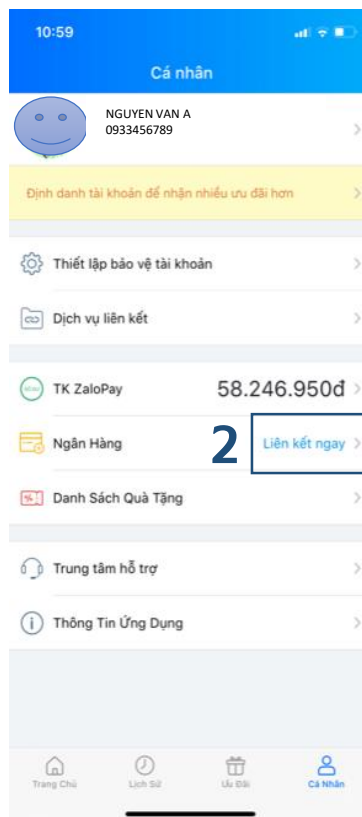 10:59
Cá nhân
NGUYEN VAN A
0933456789
Định danh tài khoản để nhận nhiều ưu đãi hơn
Thiết lập bảo vệ tài khoản
Dịch vụ liên kết
TK ZaloPay 58.246.950đ
Ngân Hàng 2 Liên kết ngay
Danh Sách Quà Tặng
Trung tâm hỗ trợ
Thông Tin Ứng Dụng
Trang Chủ Lịch Sử Ưu Đãi Cá Nhân